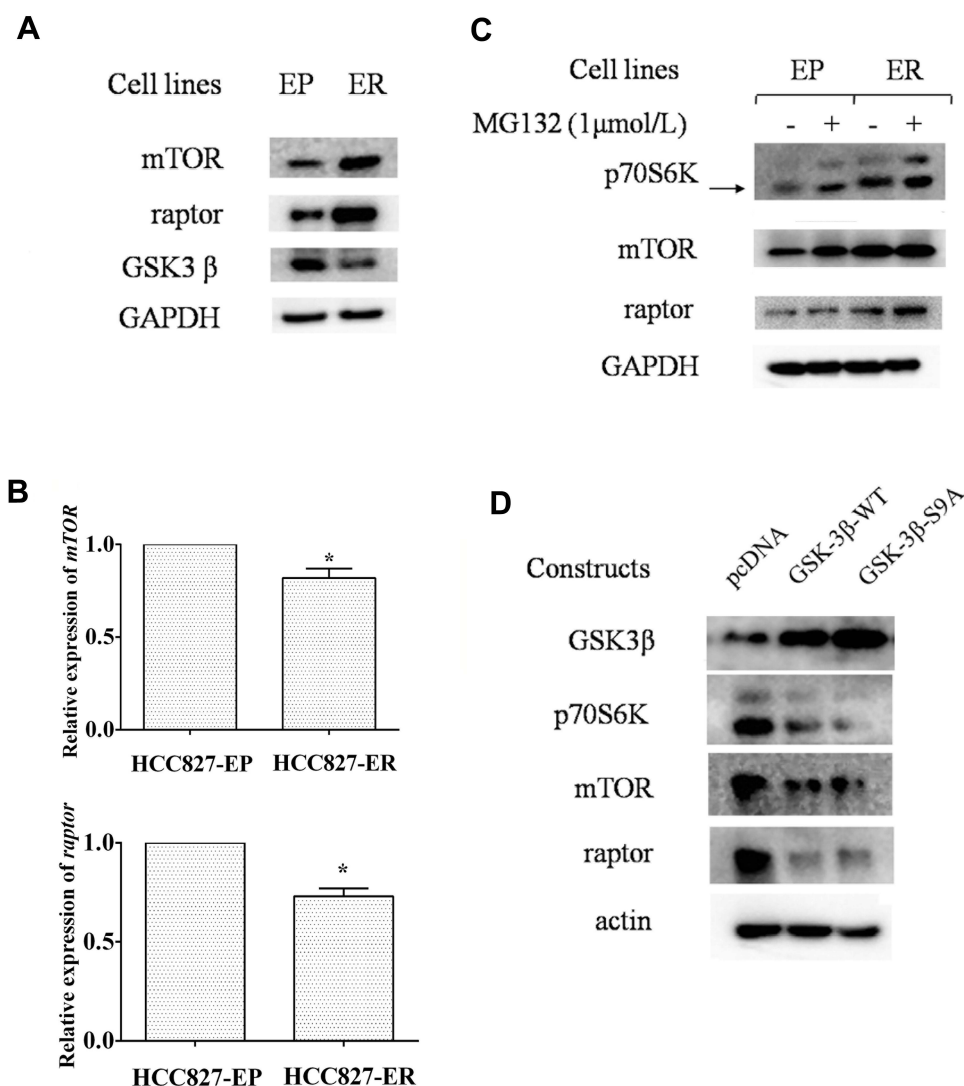 A
Cell lines EP ER
mTOR
raptor
GSK3 β
GAPDH
B
Relative expression of mTOR
1.0
0.5
0.0
*
HCC827-EP HCC827-ER
Relative expression of raptor
1.0
0.5
0.0
*
HCC827-EP HCC827-ER
C
Cell lines EP ER
MG132 (1μmol/L) - + - +
p70S6K
mTOR
raptor
GAPDH
D
Constructs pcDNA GSK-3β-WT GSK-3β-S9A
GSK3β
p70S6K
mTOR
raptor
actin